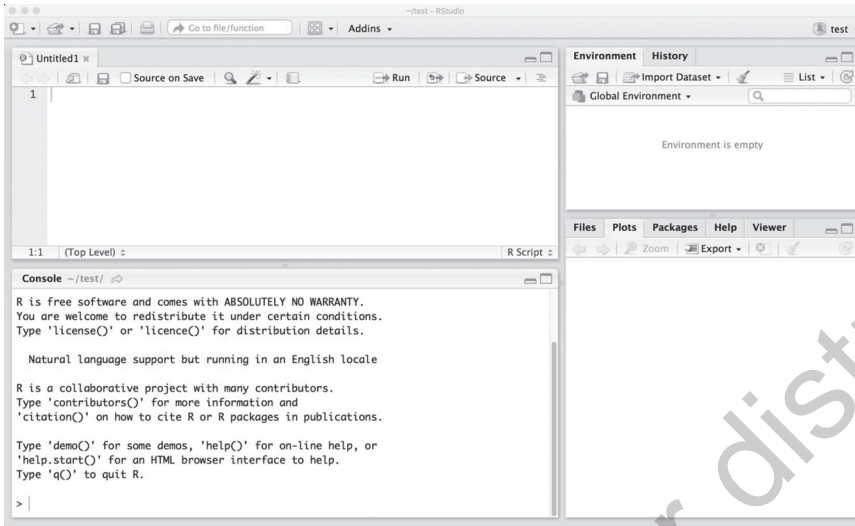 ~/test - RStudio
Go to file/function
Addins
test
Untitled1
Source on Save
Run
Source
1
1:1
(Top Level)
R Script
Console ~/test/
R is free software and comes with ABSOLUTELY NO WARRANTY.
You are welcome to redistribute it under certain conditions.
Type 'license()' or 'licence()' for distribution details.
Natural language support but running in an English locale
R is a collaborative project with many contributors.
Type 'contributors()' for more information and
'citation()' on how to cite R or R packages in publications.
Type 'demo()' for some demos, 'help()' for on-line help, or
'help.start()' for an HTML browser interface to help.
Type 'q()' to quit R.
>
Environment History
Import Dataset
List
Global Environment
Environment is empty
Files Plots Packages Help Viewer
Zoom
Export